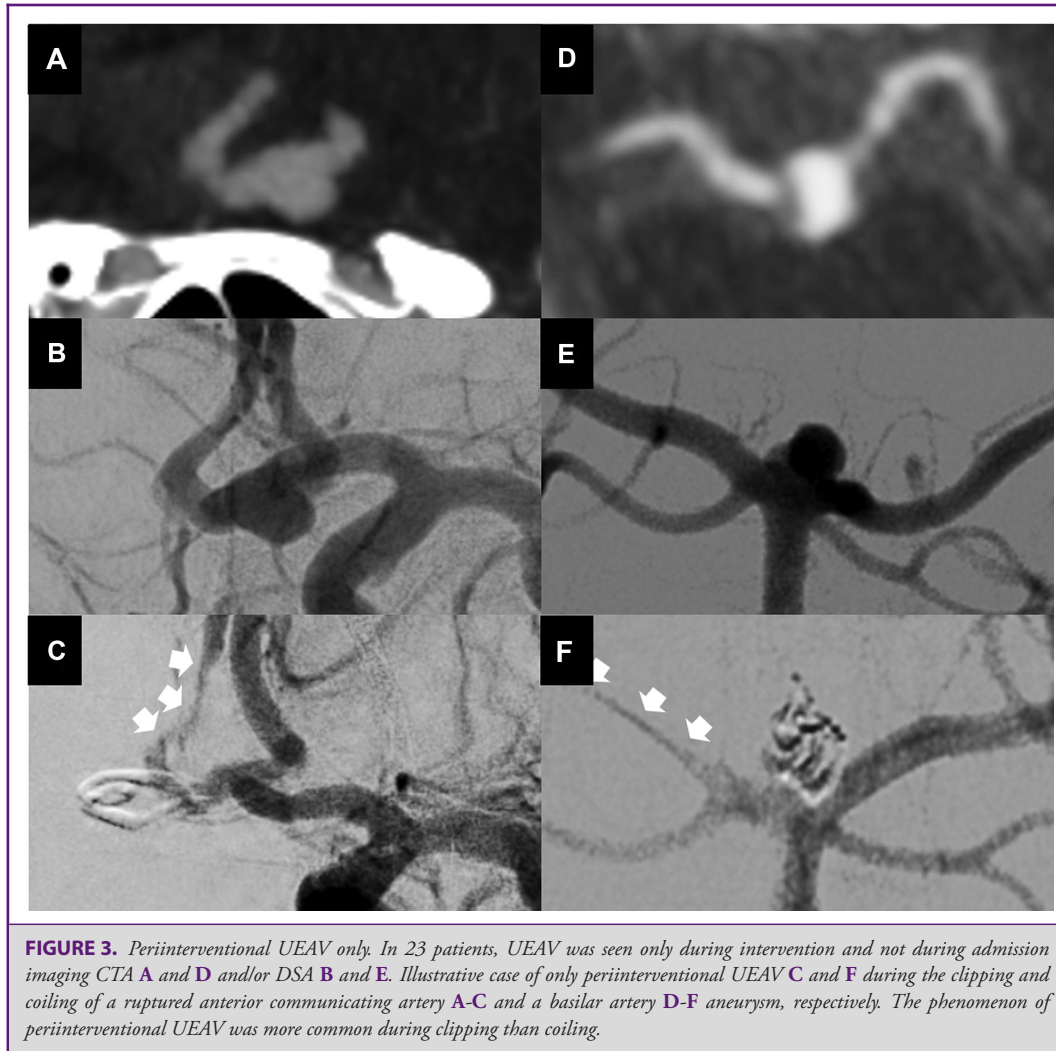 A
D
B
E
C
F
FIGURE 3. Periinterventional UEAV only. In 23 patients, UEAV was seen only during intervention and not during admission
imaging CTA A and D and/or DSA B and E. Illustrative case of only periinterventional UEAV C and F during the clipping and
coiling of a ruptured anterior communicating artery A-C and a basilar artery D-F aneurysm, respectively. The phenomenon of
periinterventional UEAV was more common during clipping than coiling.